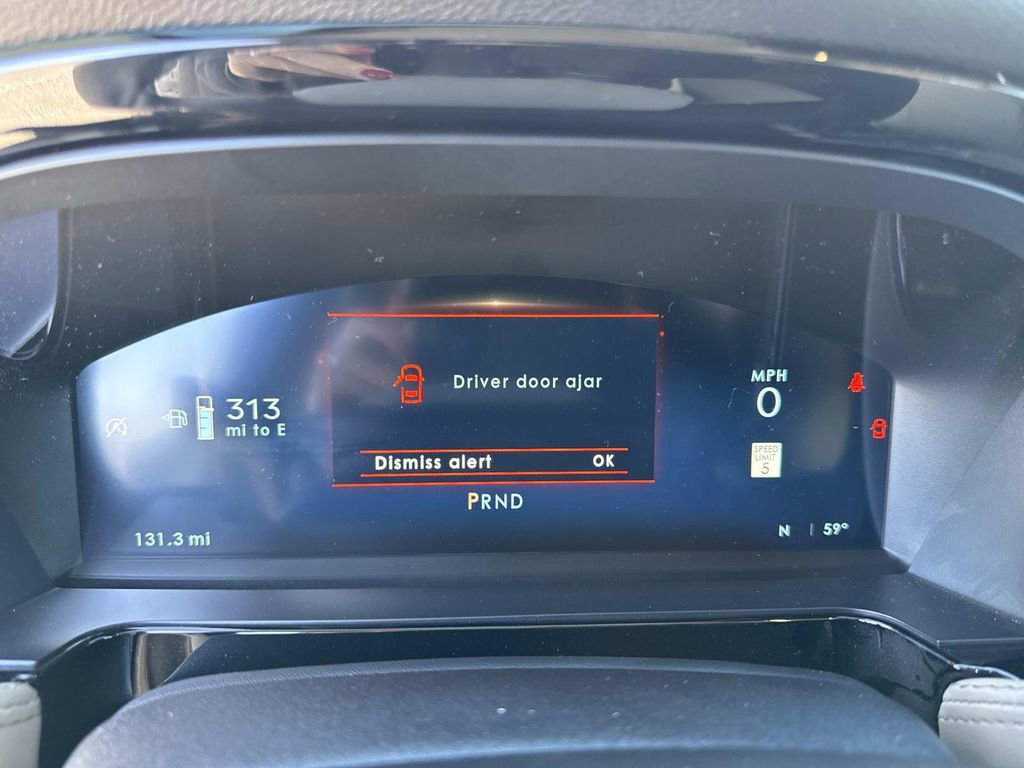 Driver door ajar
313
mi to E
Dismiss alert OK
PRND
131.3 mi
MPH
0
SPEED
LIMIT
5
N 59°